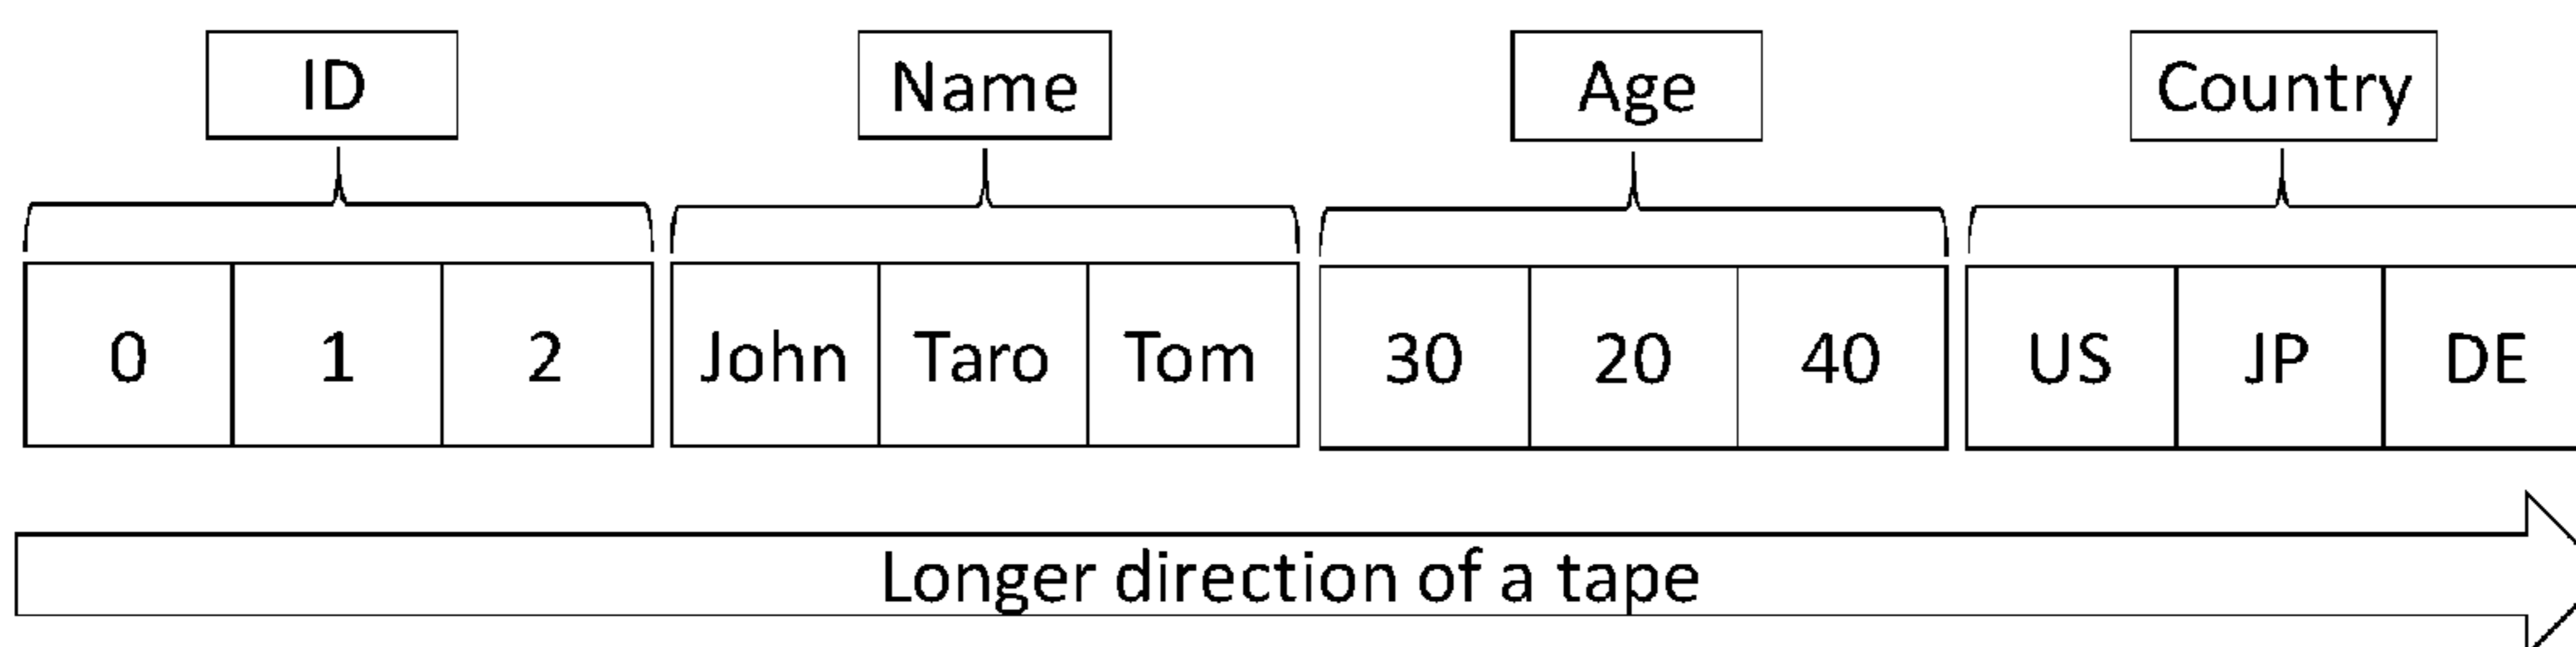 ID Name Age Country
0 1 2 John Taro Tom 30 20 40 US JP DE
Longer direction of a tape